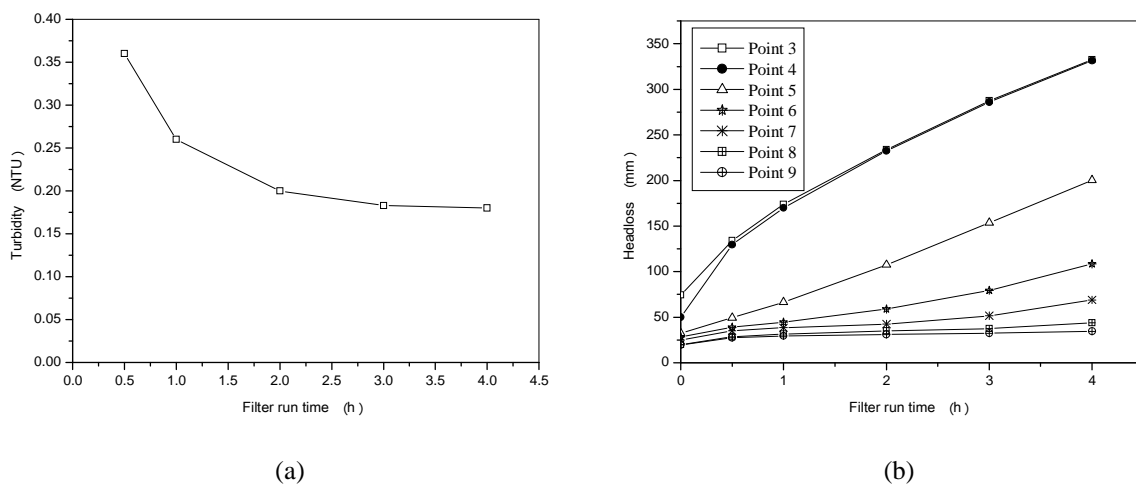 0.40
0.35
0.30
0.25
0.20
0.15
0.10
0.05
0.00
Turbidity (NTU)
0.0 0.5 1.0 1.5 2.0 2.5 3.0 3.5 4.0 4.5
Filter run time (h)
(a)
350
300
250
200
150
100
50
0
Headloss (mm)
Point 3
Point 4
Point 5
Point 6
Point 7
Point 8
Point 9
0 1 2 3 4
Filter run time (h)
(b)